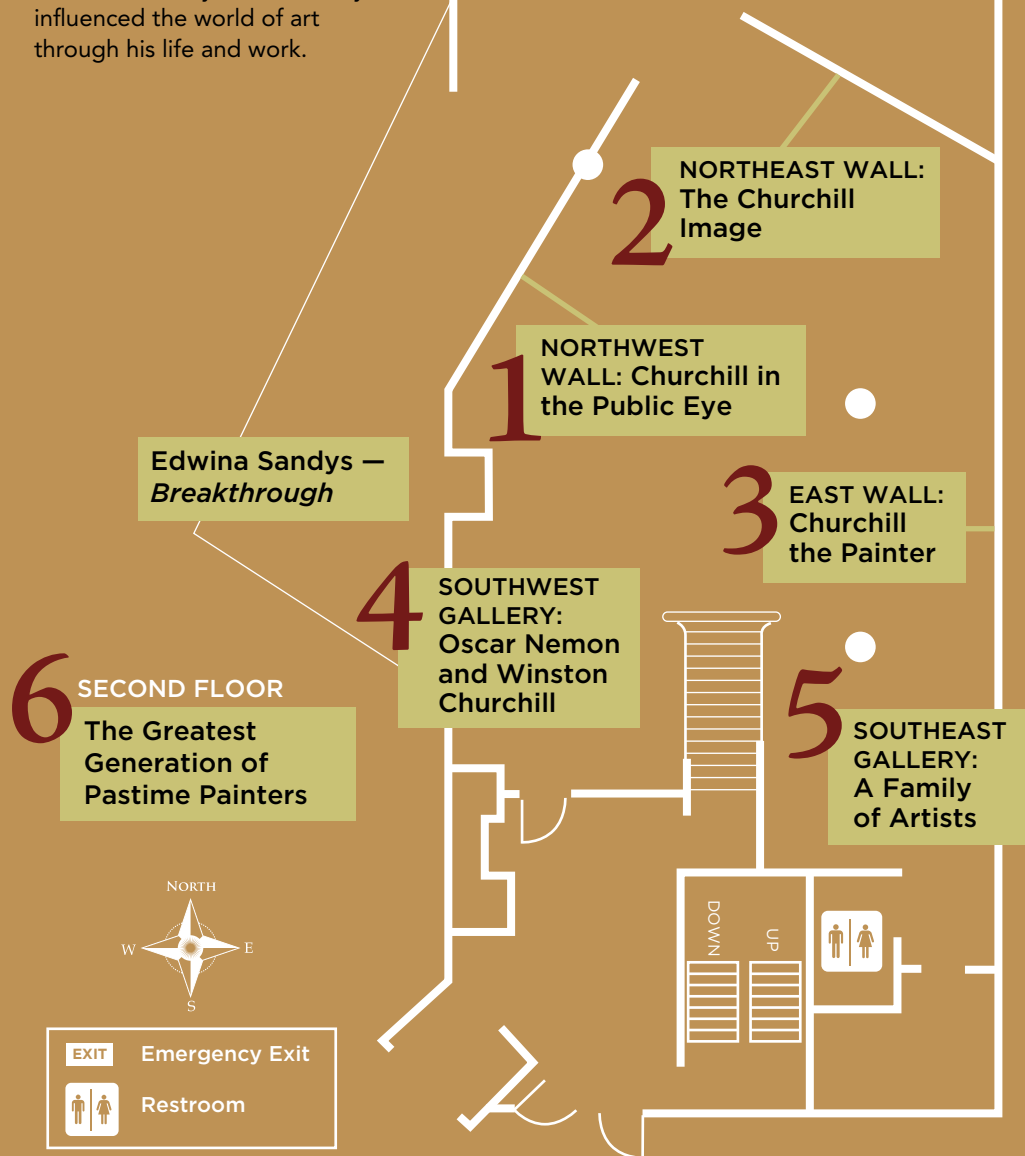 influenced the world of art
through his life and work.
2
NORTHEAST WALL:
The Churchill
Image
1
NORTHWEST
WALL: Churchill in
the Public Eye
Edwina Sandys —
Breakthrough
3
EAST WALL:
Churchill
the Painter
4
SOUTHWEST
GALLERY:
Oscar Nemon
and Winston
Churchill
6
SECOND FLOOR
The Greatest
Generation of
Pastime Painters
5
SOUTHEAST
GALLERY:
A Family
of Artists
NORTH
W
E
S
DOWN
UP
EXIT Emergency Exit
Restroom